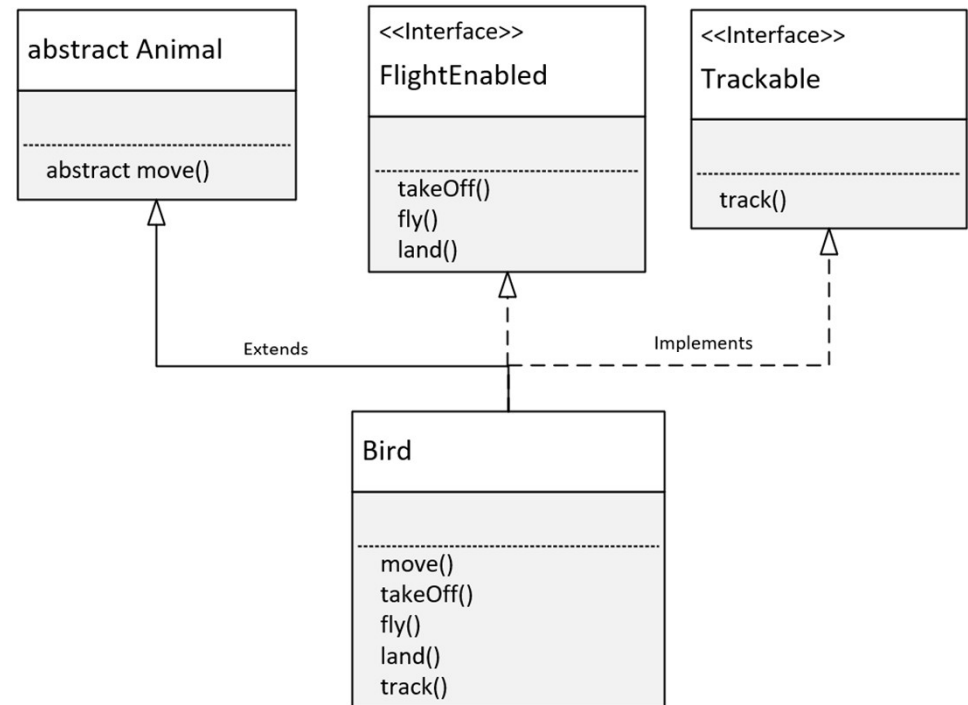 abstract Animal
abstract move()
<<Interface>>
FlightEnabled
takeOff()
fly()
land()
<<Interface>>
Trackable
track()
Extends
Implements
Bird
move()
takeOff()
fly()
land()
track()